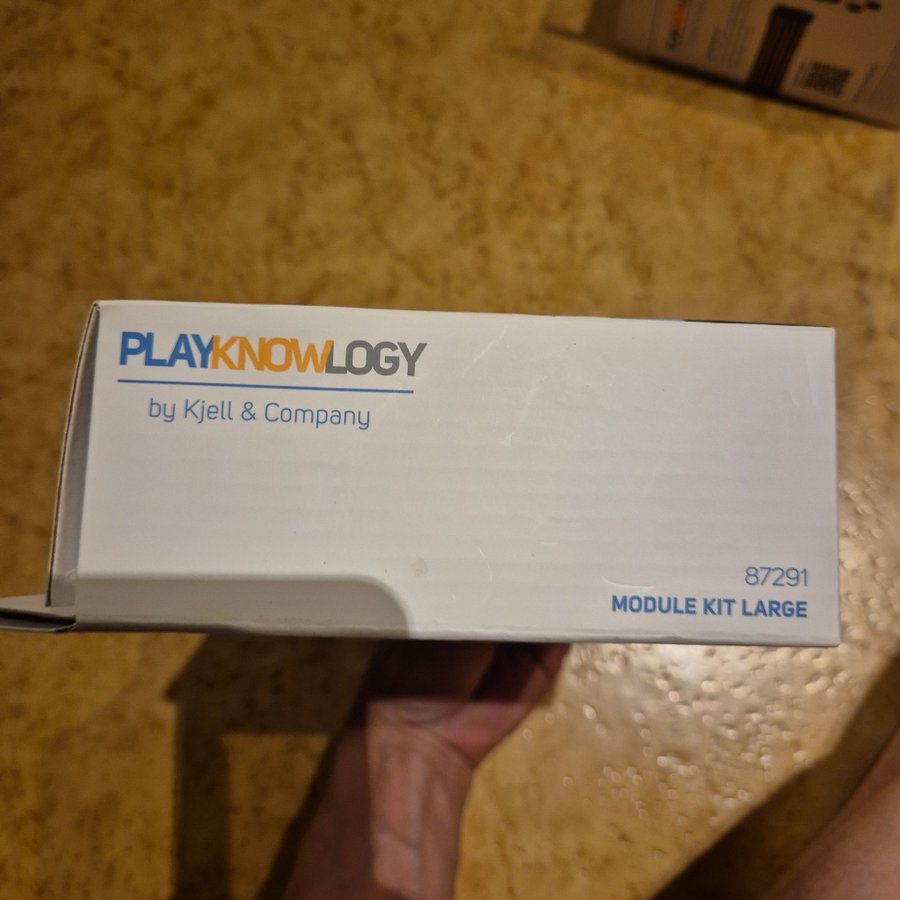 PLAYKNOWLOGY
by Kjell & Company
87291
MODULE KIT LARGE